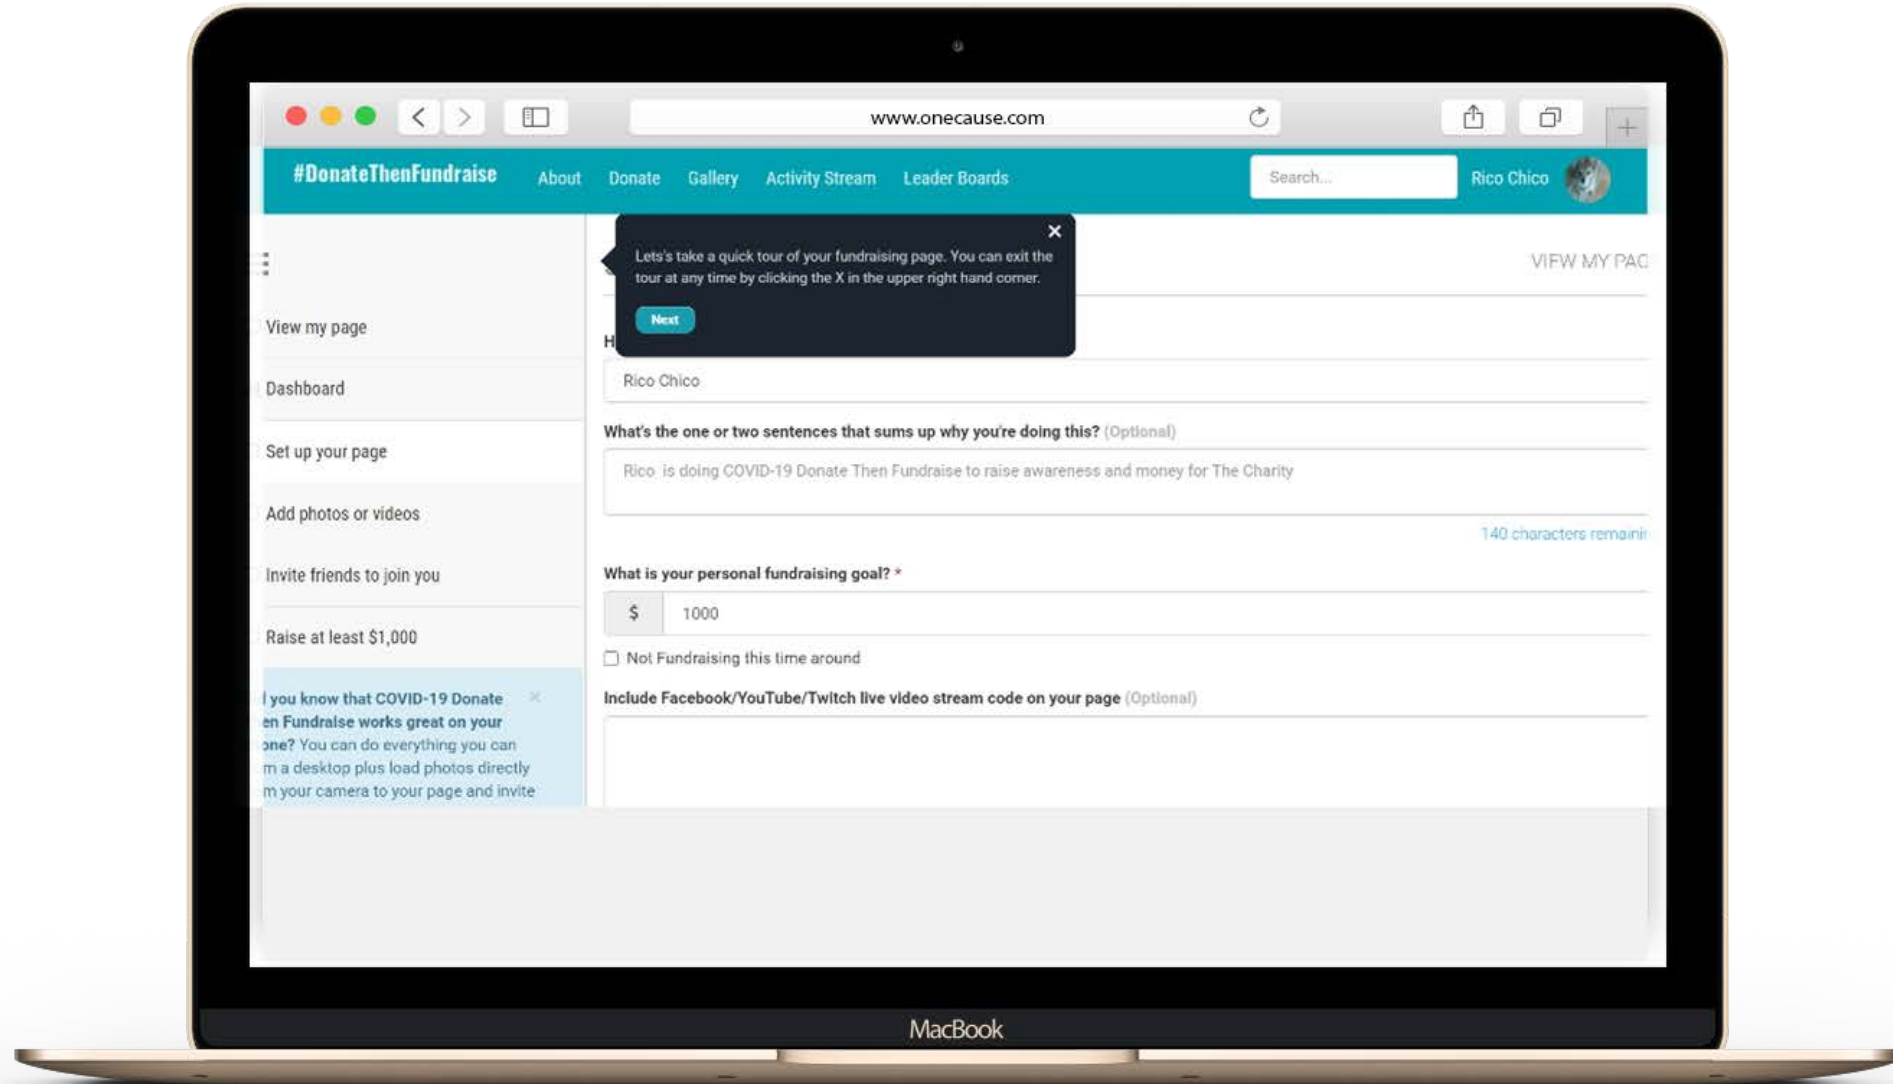 www.onecause.com
#DonateThenFundraise About Donate Gallery Activity Stream Leader Boards Search... Rico Chico
Lets's take a quick tour of your fundraising page. You can exit the
tour at any time by clicking the X in the upper right hand corner.
Next
VIEW MY PAG
View my page
Dashboard
Set up your page
Add photos or videos
Invite friends to join you
Raise at least $1,000
you know that COVID-19 Donate
en Fundraise works great on your
one? You can do everything you can
m a desktop plus load photos directly
m your camera to your page and invite
H
Rico Chico
What's the one or two sentences that sums up why you're doing this? (Optional)
Rico is doing COVID-19 Donate Then Fundraise to raise awareness and money for The Charity
140 characters remainin
What is your personal fundraising goal? *
$ 1000
Not Fundraising this time around
Include Facebook/YouTube/Twitch live video stream code on your page (Optional)
MacBook